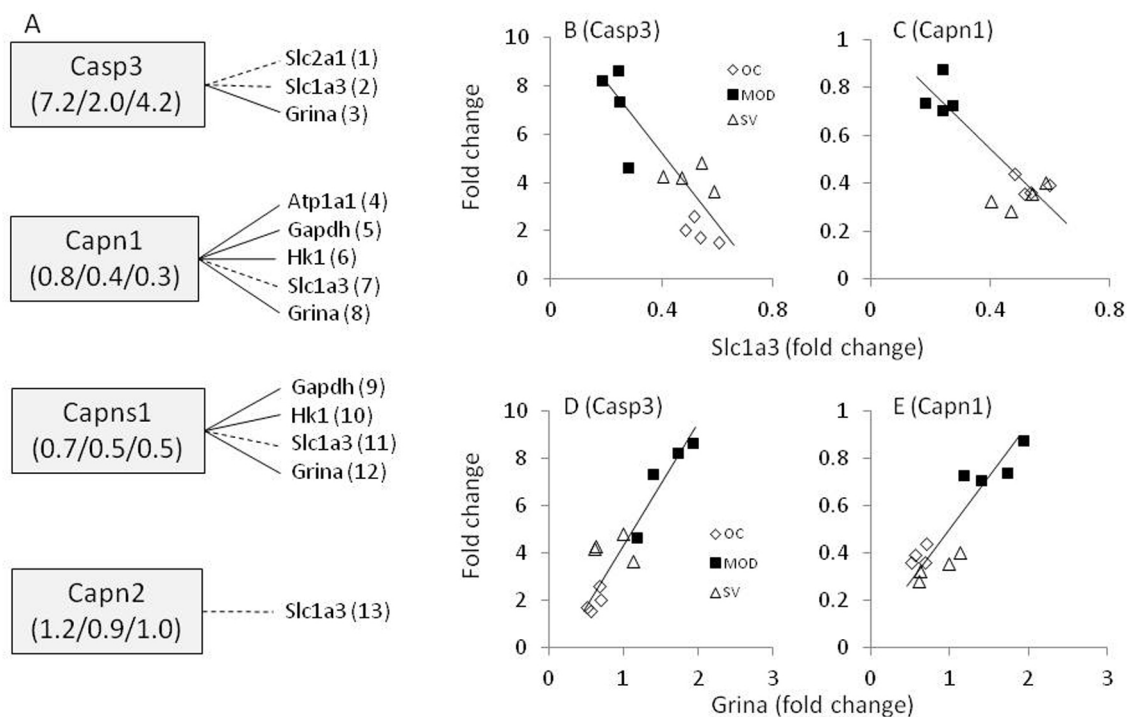 A
Casp3
(7.2/2.0/4.2)
Slc2a1 (1)
Slc1a3 (2)
Grina (3)
Capn1
(0.8/0.4/0.3)
Atp1a1 (4)
Gapdh (5)
Hk1 (6)
Slc1a3 (7)
Grina (8)
Capns1
(0.7/0.5/0.5)
Gapdh (9)
Hk1 (10)
Slc1a3 (11)
Grina (12)
Capn2
(1.2/0.9/1.0)
Slc1a3 (13)
B (Casp3)
Fold change
10
8
6
4
2
0
0 0.4 0.8
OC
MOD
SV
C (Capn1)
1
0.8
0.6
0.4
0.2
0
0 0.4 0.8
Slc1a3 (fold change)
D (Casp3)
Fold change
10
8
6
4
2
0
0 1 2 3
OC
MOD
SV
E (Capn1)
1
0.8
0.6
0.4
0.2
0
0 1 2 3
Grina (fold change)